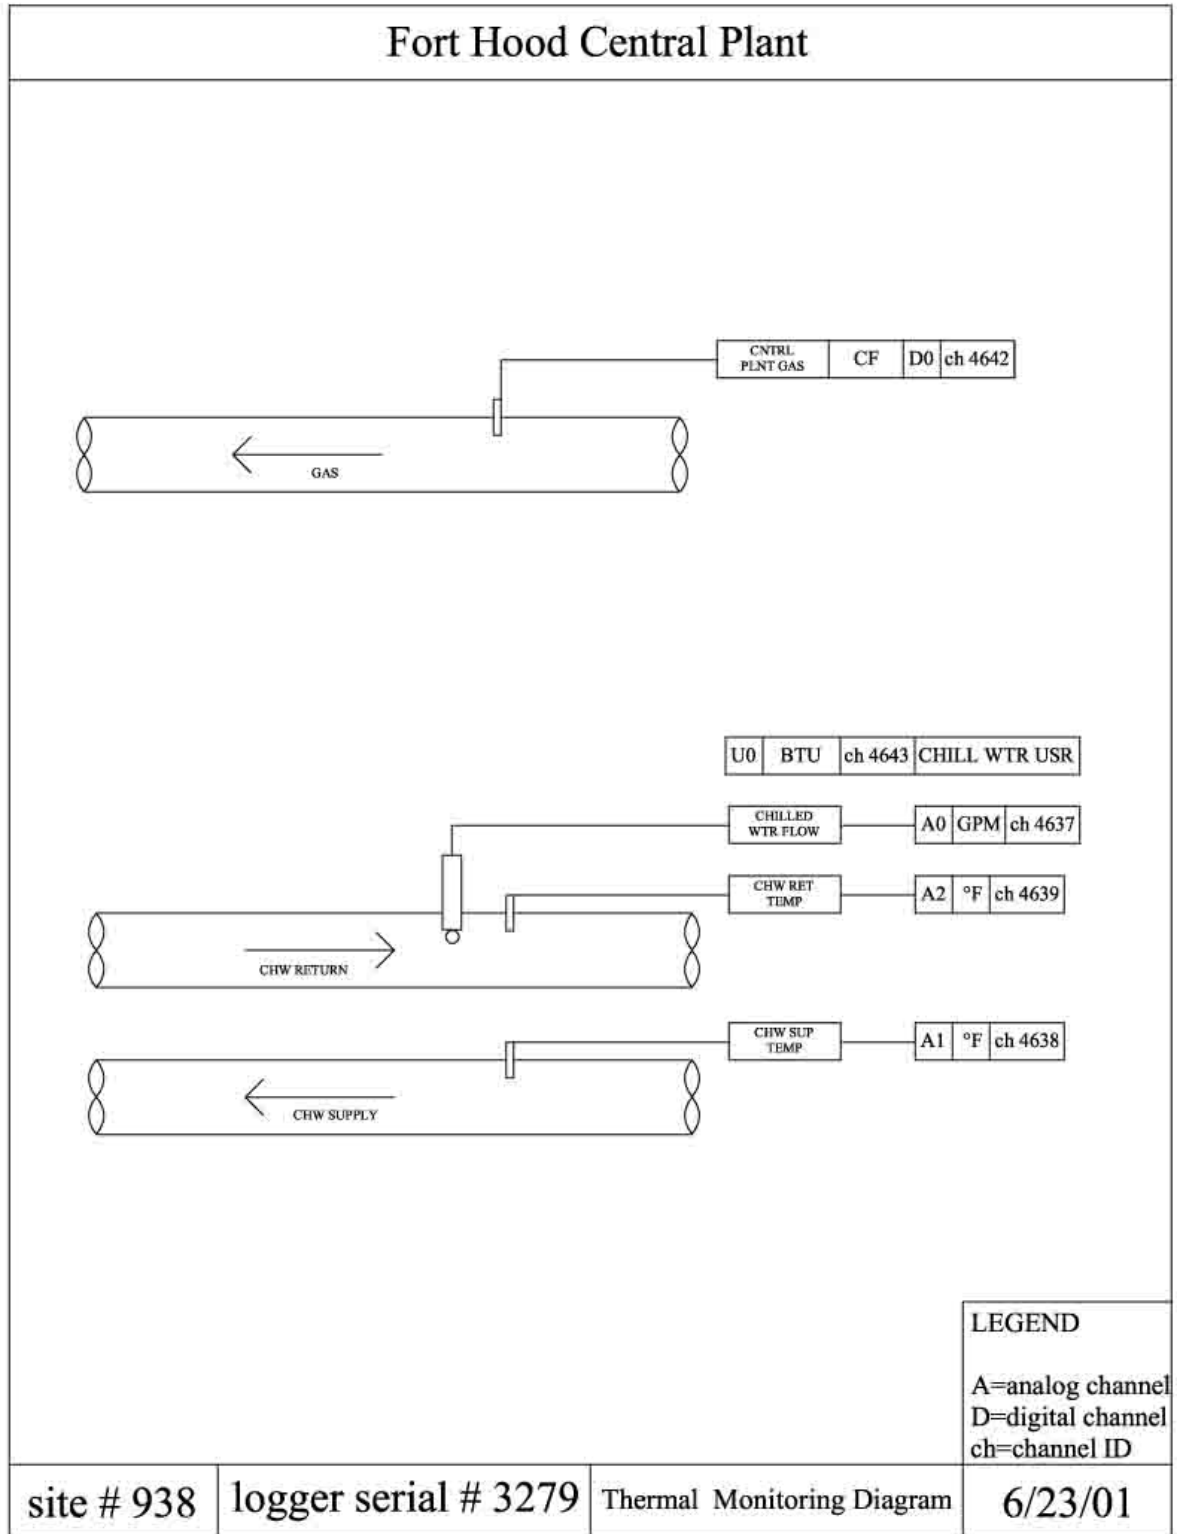 Fort Hood Central Plant
CNTRL
PLNT GAS
CF
D0
ch 4642
GAS
U0
BTU
ch 4643
CHILL WTR USR
CHILLED
WTR FLOW
A0
GPM
ch 4637
CHW RET
TEMP
A2
°F
ch 4639
CHW RETURN
CHW SUP
TEMP
A1
°F
ch 4638
CHW SUPPLY
LEGEND
A=analog channel
D=digital channel
ch=channel ID
site # 938
logger serial # 3279
Thermal Monitoring Diagram
6/23/01